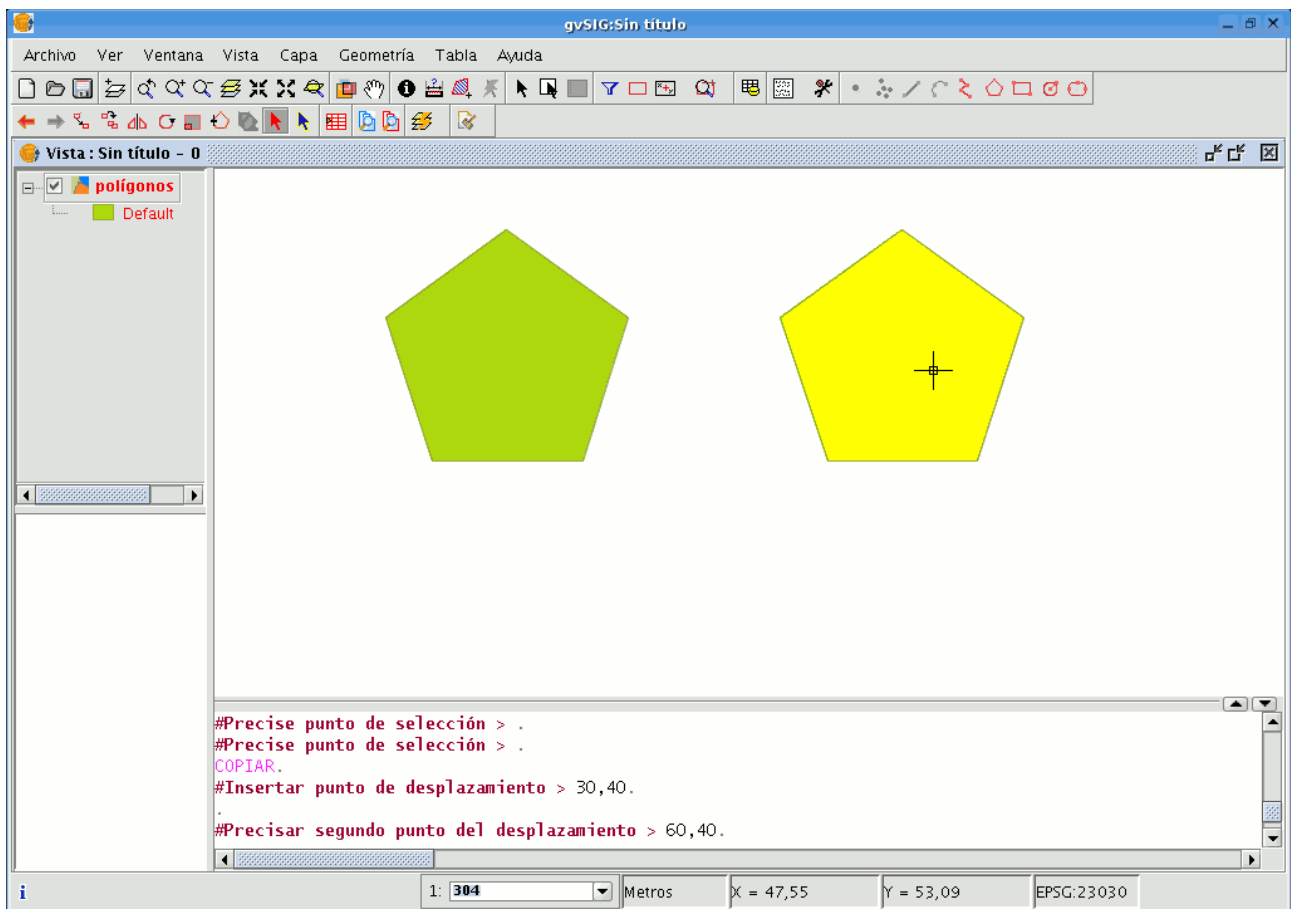 gvSIG:Sin título
Archivo Ver Ventana Vista Capa Geometría Tabla Ayuda
Vista : Sin título - 0
polígonos
Default
#Precise punto de selección > .
#Precise punto de selección > .
COPIAR.
#Insertar punto de desplazamiento > 30,40.
.
#Precisar segundo punto del desplazamiento > 60,40.
1: 304 Metros X = 47,55 Y = 53,09 EPSG:23030